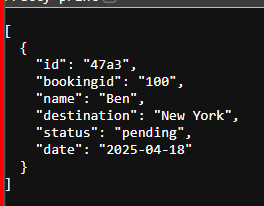 [
  {
    "id": "47a3",
    "bookingid": "100",
    "name": "Ben",
    "destination": "New York",
    "status": "pending",
    "date": "2025-04-18"
  }
]